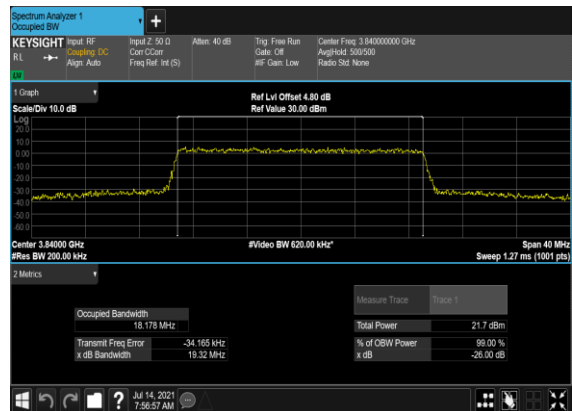 Spectrum Analyzer 1
Occupied BW
KEYSIGHT
R L
Input: RF
Coupling: DC
Align: Auto
Input Z: 50 Ω
Corr CCorr
Freq Ref: Int (S)
Atten: 40 dB
Trig: Free Run
Gate: Off
#IF Gain: Low
Center Freq: 3.840000000 GHz
Avg|Hold: 500/500
Radio Std: None
1 Graph
Scale/Div 10.0 dB
Ref Lvl Offset 4.80 dB
Ref Value 30.00 dBm
Log
20.0
10.0
0.00
-10.0
-20.0
-30.0
-40.0
-50.0
-60.0
Center 3.84000 GHz
#Res BW 200.00 kHz
#Video BW 620.00 kHz*
Span 40 MHz
Sweep 1.27 ms (1001 pts)
2 Metrics
Occupied Bandwidth
18.178 MHz
Transmit Freq Error -34.165 kHz
x dB Bandwidth 19.32 MHz
Measure Trace Trace 1
Total Power 21.7 dBm
% of OBW Power 99.00 %
x dB -26.00 dB
Jul 14, 2021
7:56:57 AM